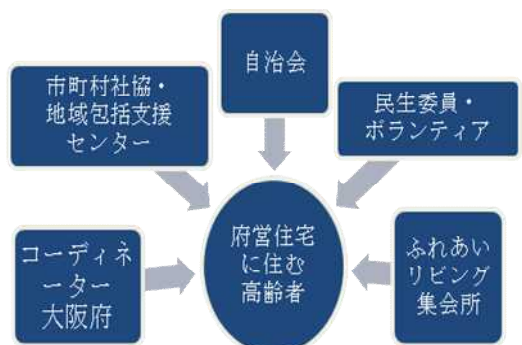 自治会
市町村社協・
地域包括支援
センター
民生委員・
ボランティア
府営住宅
に住む
高齢者
コーディネ
ーター
大阪府
ふれあい
リビング
集会所